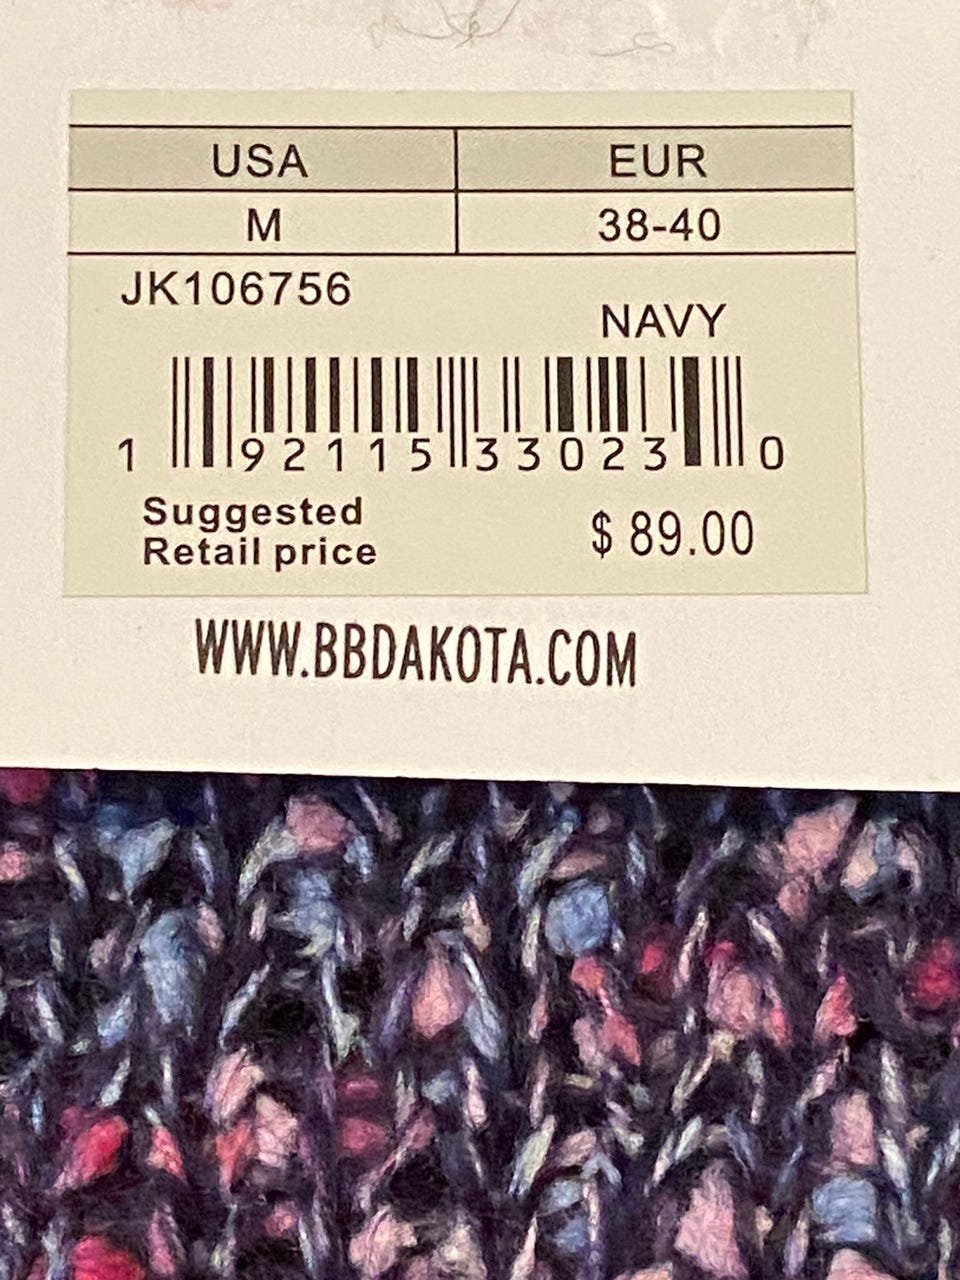 USA EUR
M 38-40
JK106756
NAVY
1 92115 33023 0
Suggested
Retail price $ 89.00
WWW.BBDAKOTA.COM